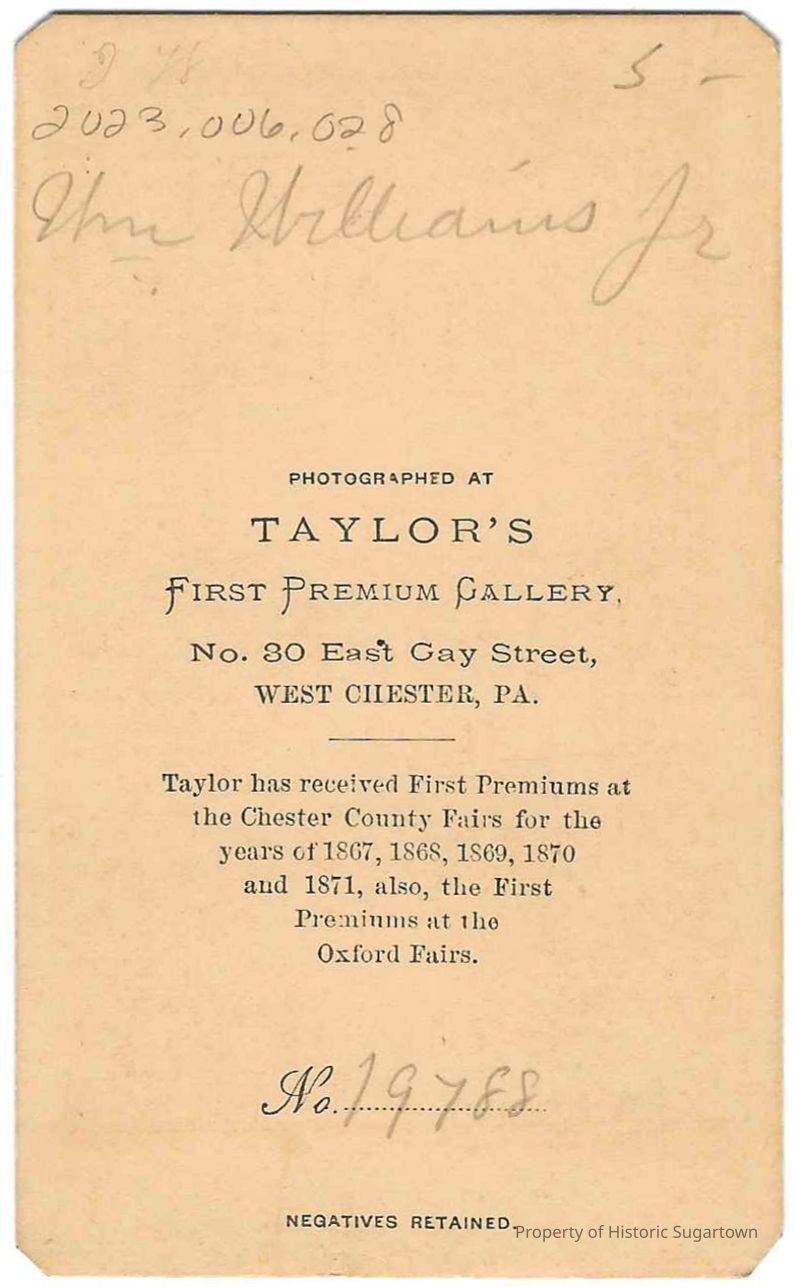 5 -
2023.006.028
Wm Williams Jr
PHOTOGRAPHED AT
TAYLOR'S
FIRST PREMIUM GALLERY,
No. 30 East Gay Street,
WEST CHESTER, PA.
Taylor has received First Premiums at
the Chester County Fairs for the
years of 1867, 1868, 1869, 1870
and 1871, also, the First
Premiums at the
Oxford Fairs.
No. 19788
NEGATIVES RETAINED.
Property of Historic Sugartown